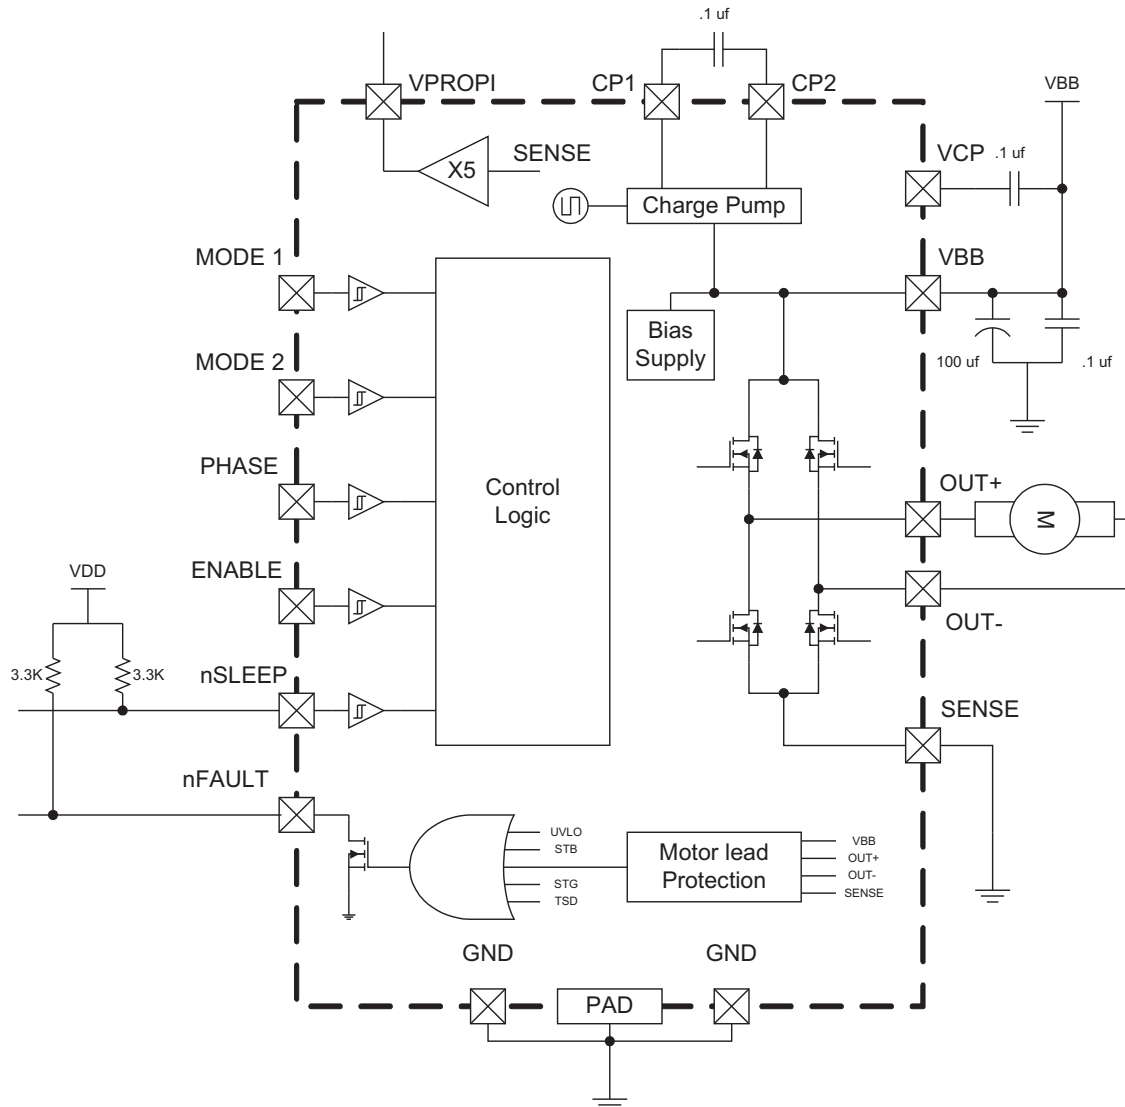 .1 uf
VPROPI
CP1
CP2
VBB
X5
SENSE
VCP
.1 uf
Charge Pump
MODE 1
VBB
Bias
Supply
100 uf
.1 uf
MODE 2
PHASE
Control
Logic
OUT+
M
ENABLE
VDD
OUT-
3.3K
3.3K
nSLEEP
SENSE
nFAULT
UVLO
STB
STG
TSD
Motor lead
Protection
VBB
OUT+
OUT-
SENSE
GND
GND
PAD